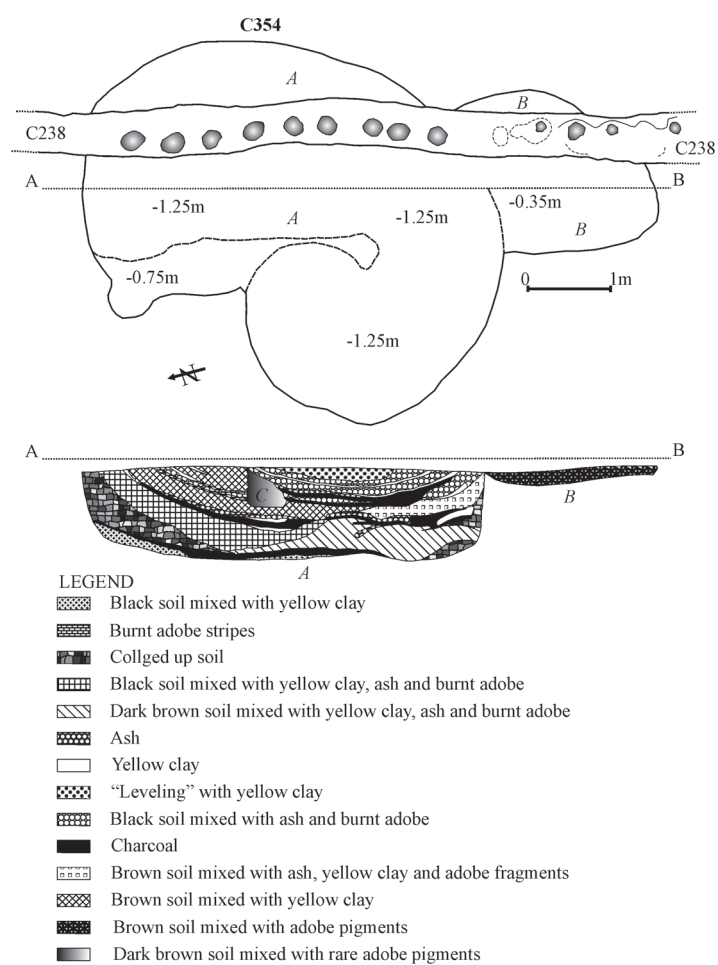 C354
A
B
C238
C238
A B
-1.25m -1.25m -0.35m
A B
-0.75m
0 1m
-1.25m
N
A B
C B
A
LEGEND
Black soil mixed with yellow clay
Burnt adobe stripes
Collged up soil
Black soil mixed with yellow clay, ash and burnt adobe
Dark brown soil mixed with yellow clay, ash and burnt adobe
Ash
Yellow clay
“Leveling” with yellow clay
Black soil mixed with ash and burnt adobe
Charcoal
Brown soil mixed with ash, yellow clay and adobe fragments
Brown soil mixed with yellow clay
Brown soil mixed with adobe pigments
Dark brown soil mixed with rare adobe pigments